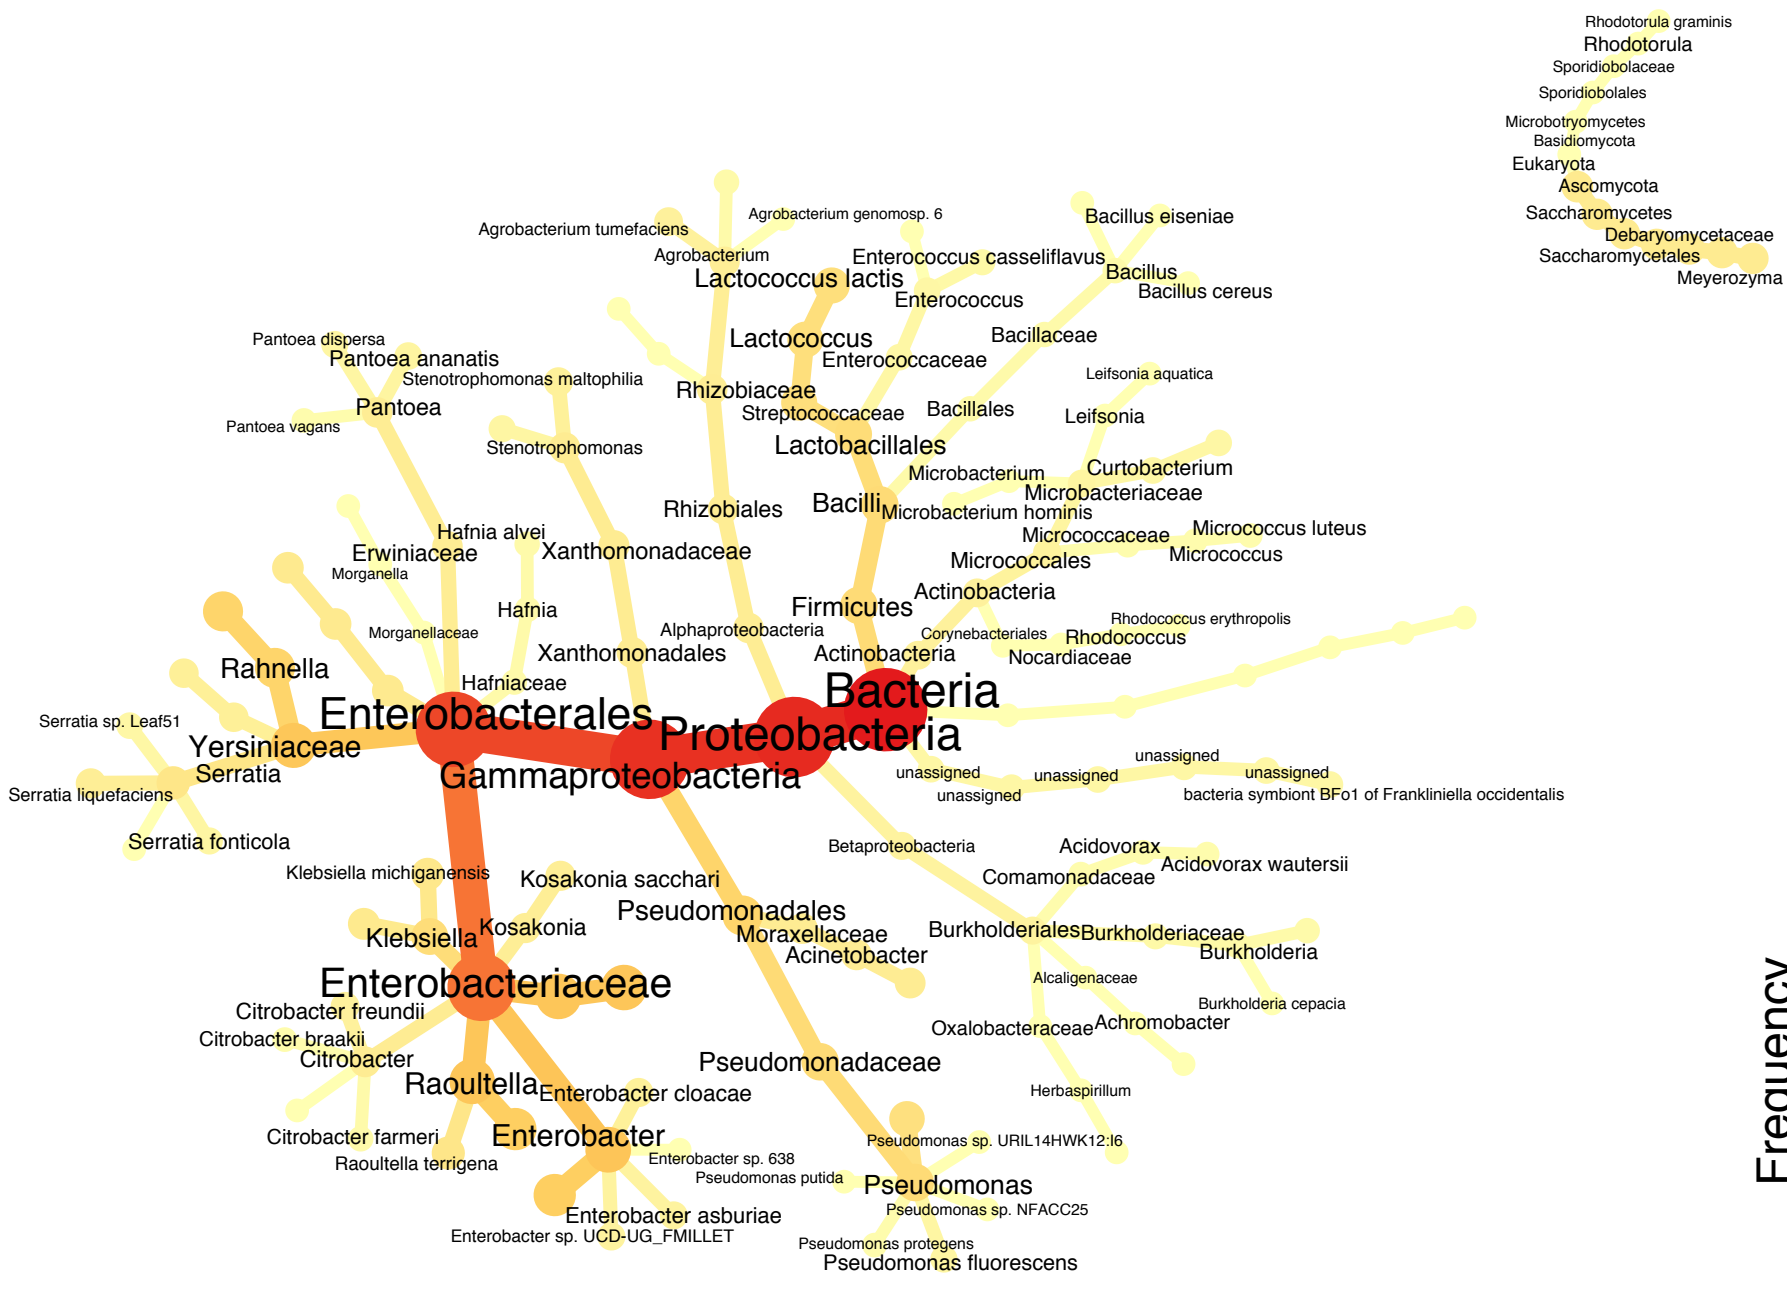 Rhodotorula graminis
Rhodotorula
Sporidiobolaceae
Sporidiobolales
Microbotryomycetes
Basidiomycota
Eukaryota
Ascomycota
Saccharomycetes
Debaryomycetaceae
Saccharomycetales
Meyerozyma
Agrobacterium tumefaciens
Agrobacterium genomosp. 6
Agrobacterium
Lactococcus lactis
Enterococcus casseliflavus
Enterococcus
Bacillus eiseniae
Bacillus
Bacillus cereus
Lactococcus
Enterococcaceae
Bacillaceae
Pantoea dispersa
Pantoea ananatis
Stenotrophomonas maltophilia
Pantoea
Pantoea vagans
Stenotrophomonas
Rhizobiaceae
Streptococcaceae
Bacillales
Leifsonia aquatica
Leifsonia
Lactobacillales
Microbacterium
Curtobacterium
Microbacteriaceae
Rhizobiales
Bacilli
Microbacterium hominis
Micrococcaceae
Micrococcus luteus
Micrococcus
Micrococcales
Hafnia alvei
Erwiniaceae
Xanthomonadaceae
Morganella
Hafnia
Firmicutes
Actinobacteria
Morganellaceae
Alphaproteobacteria
Corynebacteriales
Rhodococcus erythropolis
Rhodococcus
Xanthomonadales
Actinobacteria
Nocardiaceae
Rahnella
Hafniaceae
Bacteria
Enterobacterales
Proteobacteria
Serratia sp. Leaf51
Yersiniaceae
Serratia
Gammaproteobacteria
Serratia liquefaciens
unassigned
unassigned
unassigned
unassigned
unassigned
bacteria symbiont BFo1 of Frankliniella occidentalis
Serratia fonticola
Betaproteobacteria
Acidovorax
Acidovorax wautersii
Comamonadaceae
Klebsiella michiganensis
Kosakonia sacchari
Pseudomonadales
Klebsiella
Kosakonia
Moraxellaceae
Acinetobacter
Burkholderiales
Burkholderiaceae
Burkholderia
Enterobacteriaceae
Alcaligenaceae
Burkholderia cepacia
Citrobacter freundii
Citrobacter braakii
Citrobacter
Oxalobacteraceae
Achromobacter
Raoultella
Enterobacter cloacae
Pseudomonadaceae
Herbaspirillum
Citrobacter farmeri
Raoultella terrigena
Enterobacter
Enterobacter sp. 638
Pseudomonas sp. URIL14HWK12:I6
Pseudomonas putida
Pseudomonas
Pseudomonas sp. NFACC25
Enterobacter asburiae
Enterobacter sp. UCD-UG_FMILLET
Pseudomonas protegens
Pseudomonas fluorescens
Frequency